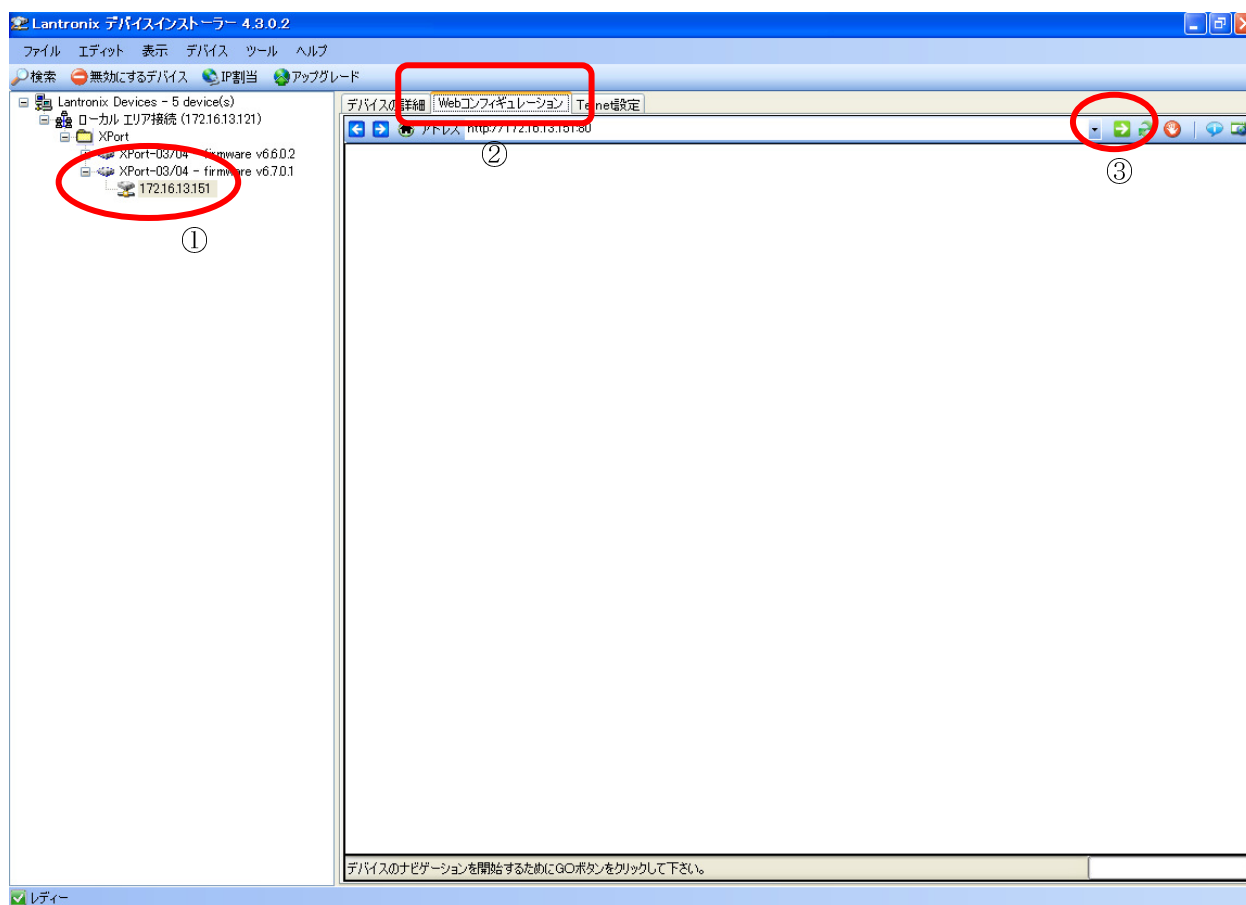 Lantronix デバイスインストーラー 4.3.0.2
ファイル エディット 表示 デバイス ツール ヘルプ
検索 無効にするデバイス IP割当 アップグレード
Lantronix Devices - 5 device(s)
ローカル エリア接続 (172.16.13.121)
XPort
XPort-03/04 - firmware v6.6.0.2
XPort-03/04 - firmware v6.7.0.1
172.16.13.151
①
デバイスの詳細 Webコンフィギュレーション Telnet設定
アドレス http://172.16.13.151:80
②
③
デバイスのナビゲーションを開始するためにGOボタンをクリックして下さい。
レディー